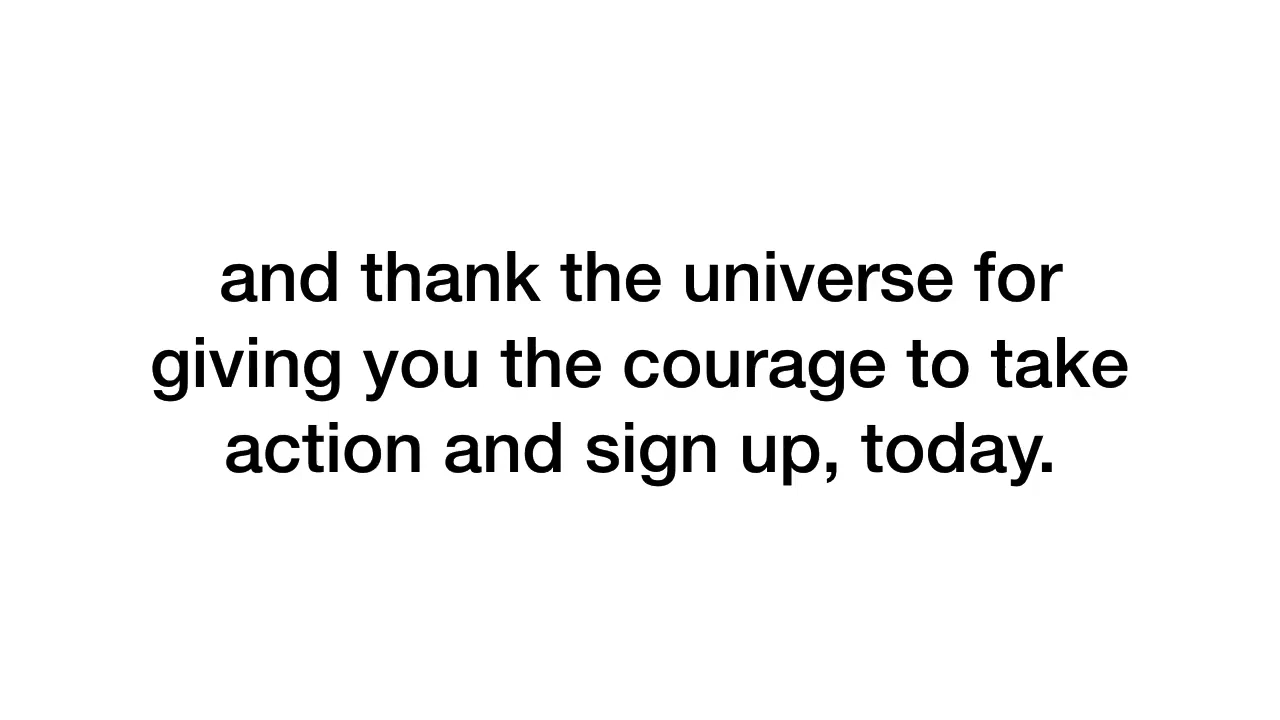 and thank the universe for
giving you the courage to take
action and sign up, today.